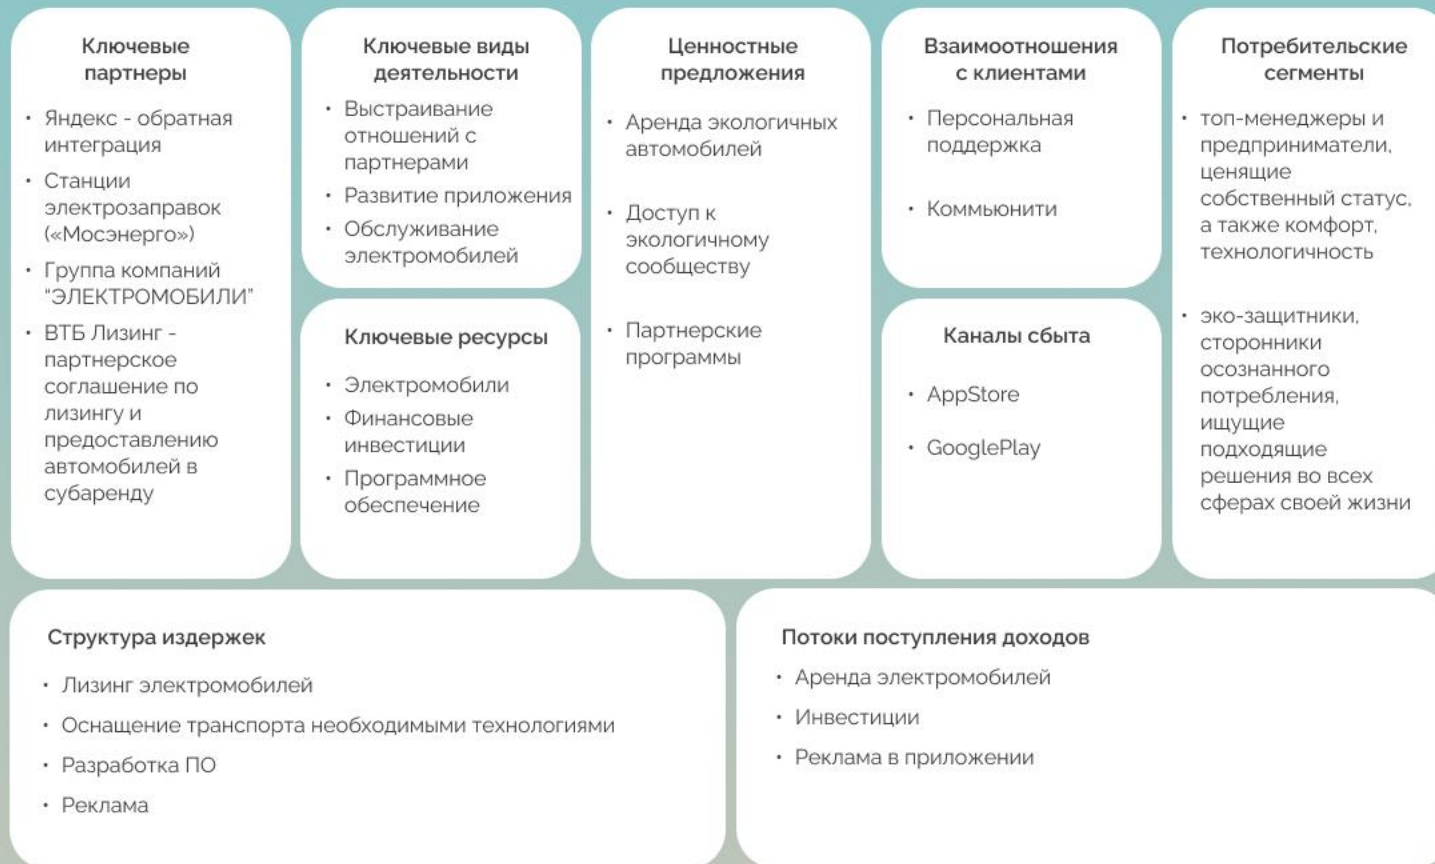 Ключевые
партнеры
• Яндекс - обратная
интеграция
• Станции
электрозаправок
(«Мосэнерго»)
• Группа компаний
“ЭЛЕКТРОМОБИЛИ”
• ВТБ Лизинг -
партнерское
соглашение по
лизингу и
предоставлению
автомобилей в
субаренду
Ключевые виды
деятельности
• Выстраивание
отношений с
партнерами
• Развитие приложения
• Обслуживание
электромобилей
Ключевые ресурсы
• Электромобили
• Финансовые
инвестиции
• Программное
обеспечение
Ценностные
предложения
• Аренда экологичных
автомобилей
• Доступ к
экологичному
сообществу
• Партнерские
программы
Взаимоотношения
с клиентами
• Персональная
поддержка
• Коммьюнити
Каналы сбыта
• AppStore
• GooglePlay
Потребительские
сегменты
• топ-менеджеры и
предприниматели,
ценящие
собственный статус,
а также комфорт,
технологичность
• эко-защитники,
сторонники
осознанного
потребления,
ищущие
подходящие
решения во всех
сферах своей жизни
Структура издержек
• Лизинг электромобилей
• Оснащение транспорта необходимыми технологиями
• Разработка ПО
• Реклама
Потоки поступления доходов
• Аренда электромобилей
• Инвестиции
• Реклама в приложении